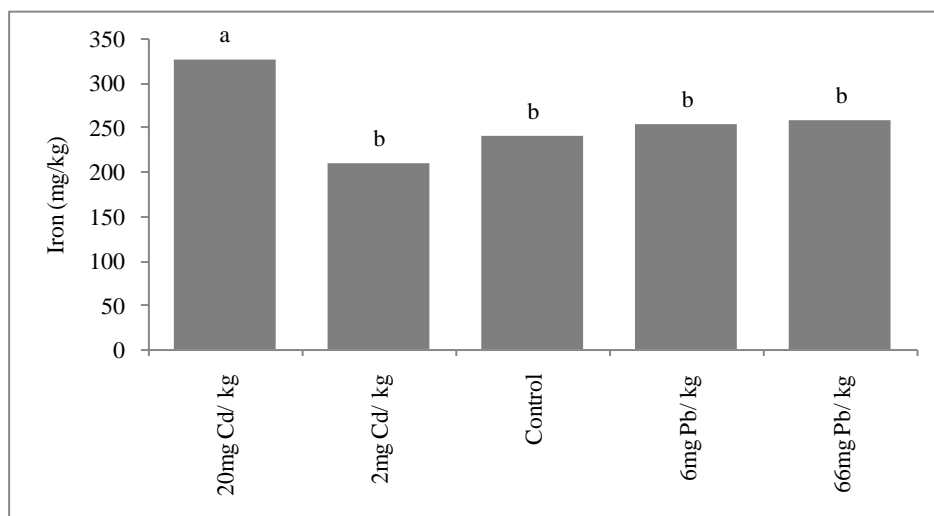 350
300
250
200
150
100
50
0
Iron (mg/kg)
a
b
b
b
b
20mg Cd/ kg
2mg Cd/ kg
Control
6mg Pb/ kg
66mg Pb/ kg